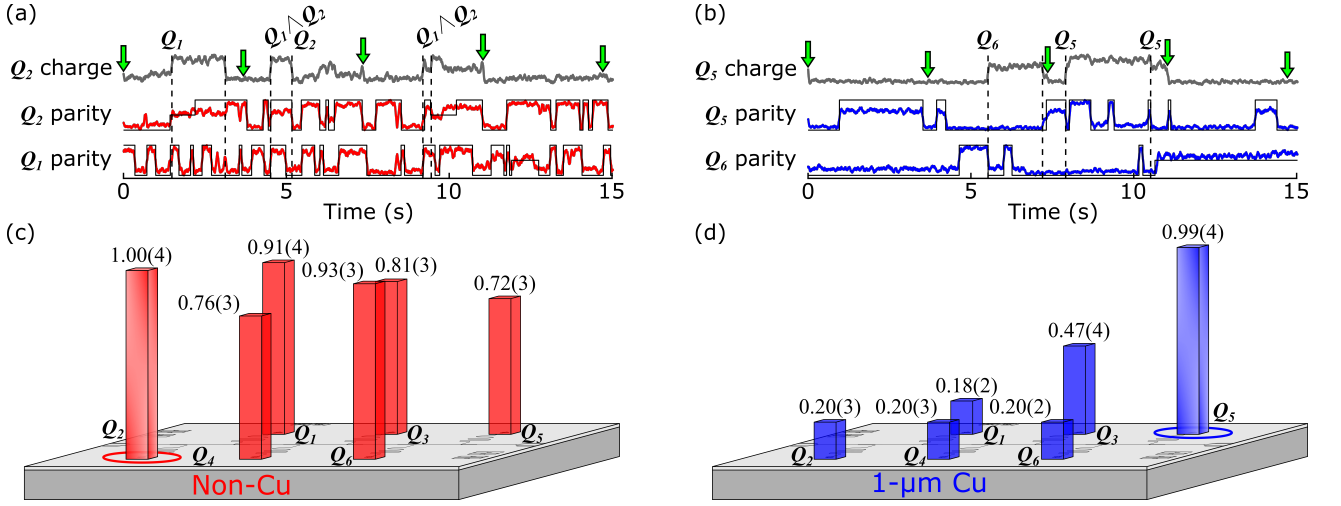 (a)
Q1 Q1/\Q2 Q2 Q1/\Q2
Q2 charge
Q2 parity
Q1 parity
0 5 10 15
Time (s)
(b)
Q6 Q5 Q5
Q5 charge
Q5 parity
Q6 parity
0 5 10 15
Time (s)
(c)
1.00(4)
0.91(4)
0.93(3)
0.81(3)
0.76(3)
0.72(3)
Q2
Q1
Q3
Q5
Q4
Q6
Non-Cu
(d)
0.99(4)
0.47(4)
0.18(2)
0.20(3)
0.20(3)
0.20(2)
Q5
Q1
Q3
Q2
Q4
Q6
1-μm Cu